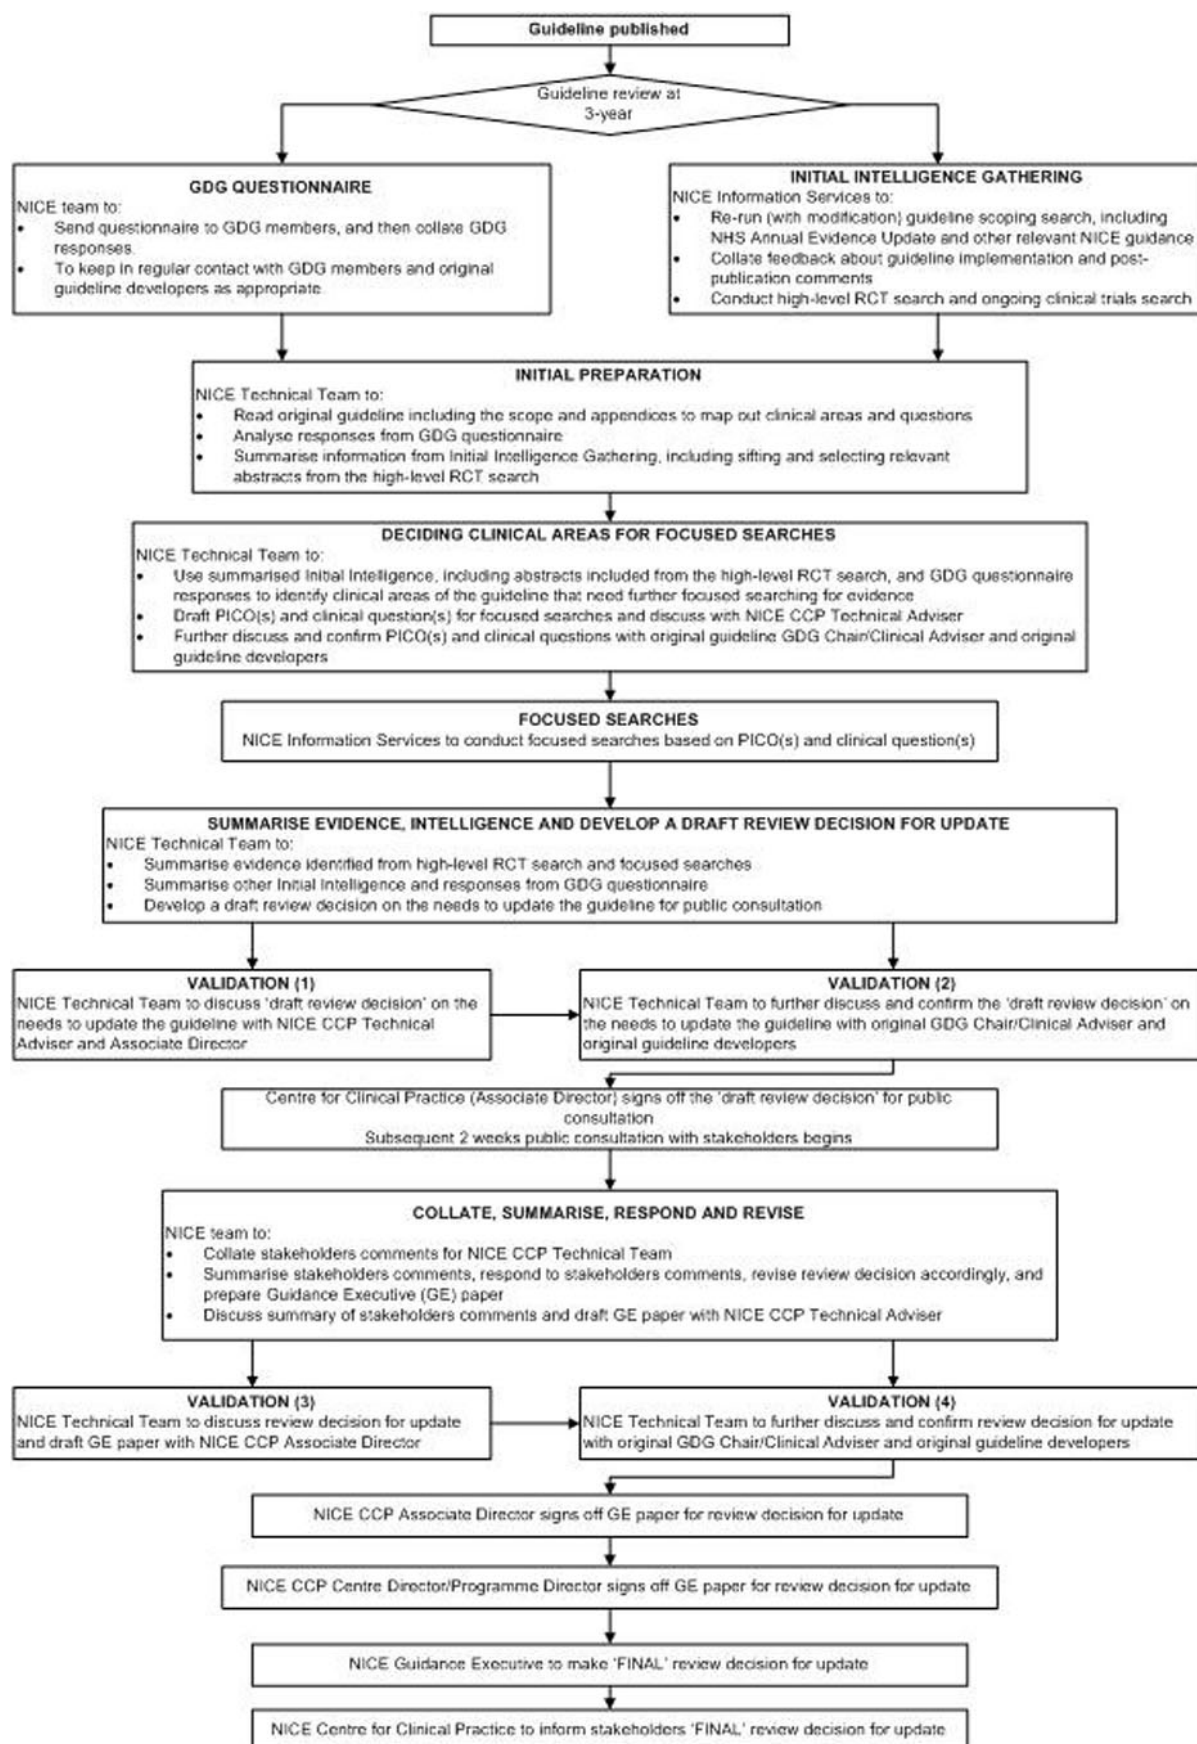 Guideline published
Guideline review at
3-year
GDG QUESTIONNAIRE
NICE team to:
• Send questionnaire to GDG members, and then collate GDG
responses.
• To keep in regular contact with GDG members and original
guideline developers as appropriate.
INITIAL INTELLIGENCE GATHERING
NICE Information Services to:
• Re-run (with modification) guideline scoping search, including
NHS Annual Evidence Update and other relevant NICE guidance
• Collate feedback about guideline implementation and post-
publication comments
• Conduct high-level RCT search and ongoing clinical trials search
INITIAL PREPARATION
NICE Technical Team to:
• Read original guideline including the scope and appendices to map out clinical areas and questions
• Analyse responses from GDG questionnaire
• Summarise information from Initial Intelligence Gathering, including sifting and selecting relevant
abstracts from the high-level RCT search
DECIDING CLINICAL AREAS FOR FOCUSED SEARCHES
NICE Technical Team to:
• Use summarised Initial Intelligence, including abstracts included from the high-level RCT search, and GDG questionnaire
responses to identify clinical areas of the guideline that need further focused searching for evidence
• Draft PICO(s) and clinical question(s) for focused searches and discuss with NICE CCP Technical Adviser
• Further discuss and confirm PICO(s) and clinical questions with original guideline GDG Chair/Clinical Adviser and original
guideline developers
FOCUSED SEARCHES
NICE Information Services to conduct focused searches based on PICO(s) and clinical question(s)
SUMMARISE EVIDENCE, INTELLIGENCE AND DEVELOP A DRAFT REVIEW DECISION FOR UPDATE
NICE Technical Team to:
• Summarise evidence identified from high-level RCT search and focused searches
• Summarise other Initial Intelligence and responses from GDG questionnaire
• Develop a draft review decision on the needs to update the guideline for public consultation
VALIDATION (1)
NICE Technical Team to discuss 'draft review decision' on the
needs to update the guideline with NICE CCP Technical
Adviser and Associate Director
VALIDATION (2)
NICE Technical Team to further discuss and confirm the 'draft review decision' on
the needs to update the guideline with original GDG Chair/Clinical Adviser and
original guideline developers
Centre for Clinical Practice (Associate Director) signs off the 'draft review decision' for public
consultation
Subsequent 2 weeks public consultation with stakeholders begins
COLLATE, SUMMARISE, RESPOND AND REVISE
NICE team to:
• Collate stakeholders comments for NICE CCP Technical Team
• Summarise stakeholders comments, respond to stakeholders comments, revise review decision accordingly, and
prepare Guidance Executive (GE) paper
• Discuss summary of stakeholders comments and draft GE paper with NICE CCP Technical Adviser
VALIDATION (3)
NICE Technical Team to discuss review decision for update
and draft GE paper with NICE CCP Associate Director
VALIDATION (4)
NICE Technical Team to further discuss and confirm review decision for update
with original GDG Chair/Clinical Adviser and original guideline developers
NICE CCP Associate Director signs off GE paper for review decision for update
NICE CCP Centre Director/Programme Director signs off GE paper for review decision for update
NICE Guidance Executive to make 'FINAL' review decision for update
NICE Centre for Clinical Practice to inform stakeholders 'FINAL' review decision for update